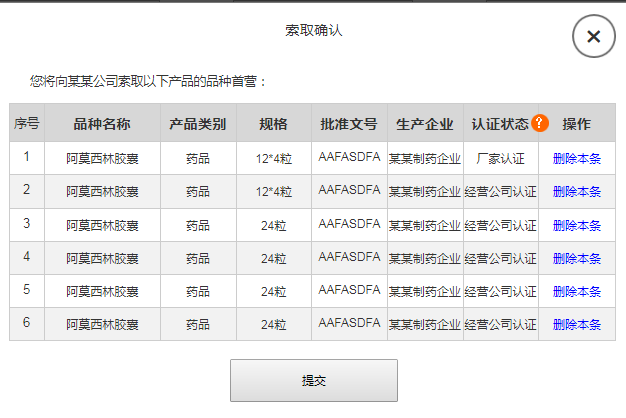 索取确认
您将向某某公司索取以下产品的品种首营：
序号 品种名称 产品类别 规格 批准文号 生产企业 认证状态 ? 操作
1 阿莫西林胶囊 药品 12*4粒 AAFASDFA 某某制药企业 厂家认证 删除本条
2 阿莫西林胶囊 药品 12*4粒 AAFASDFA 某某制药企业 经营公司认证 删除本条
3 阿莫西林胶囊 药品 24粒 AAFASDFA 某某制药企业 经营公司认证 删除本条
4 阿莫西林胶囊 药品 24粒 AAFASDFA 某某制药企业 经营公司认证 删除本条
5 阿莫西林胶囊 药品 24粒 AAFASDFA 某某制药企业 经营公司认证 删除本条
6 阿莫西林胶囊 药品 24粒 AAFASDFA 某某制药企业 经营公司认证 删除本条
提交